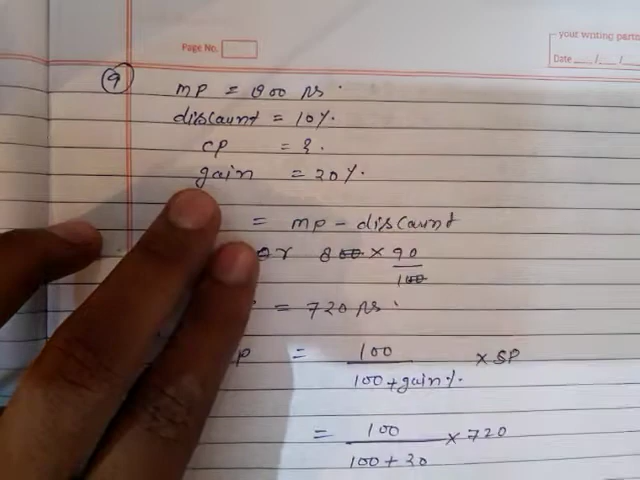 Page No.
your writing partn
Date / /
9
MP = 800 Rs.
discount = 10%.
CP = ?.
gain = 20%.
= MP - discount
or 800 × 90
100
= 720 Rs.
P = 100 × SP
100 + gain%.
= 100 × 720
100 + 20